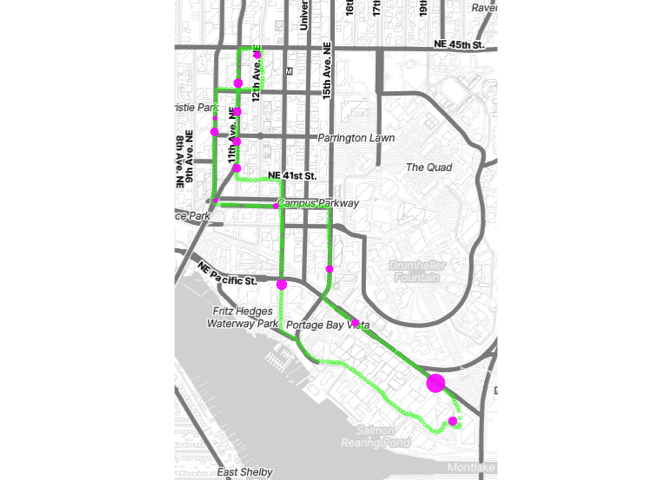 Univer
16th
17th
19th
Raver
NE 45th St.
12th Ave. NE
M
15th Ave. NE
ristie Park
11th Ave. NE
Parrington Lawn
9th Ave. NE
8th Ave. NE
The Quad
NE 41st St.
Campus Parkway
ce Park
Drumheller
Fountain
NE Pacific St.
Fritz Hedges
Waterway Park
Portage Bay Vista
Salmon
Rearing Pond
East Shelby
Montlake